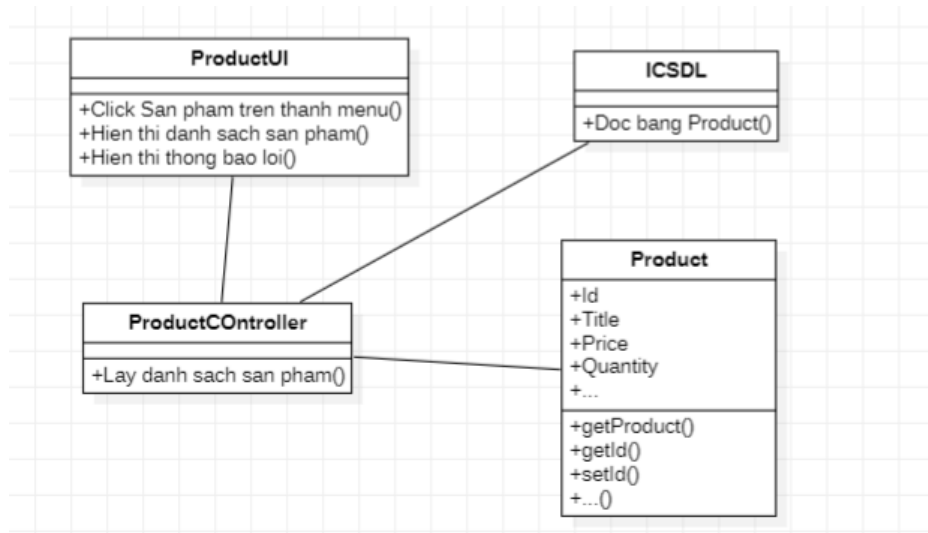 ProductUI
+Click San pham tren thanh menu()
+Hien thi danh sach san pham()
+Hien thi thong bao loi()
ICSDL
+Doc bang Product()
ProductCOntroller
+Lay danh sach san pham()
Product
+Id
+Title
+Price
+Quantity
+...
+getProduct()
+getId()
+setId()
+...()